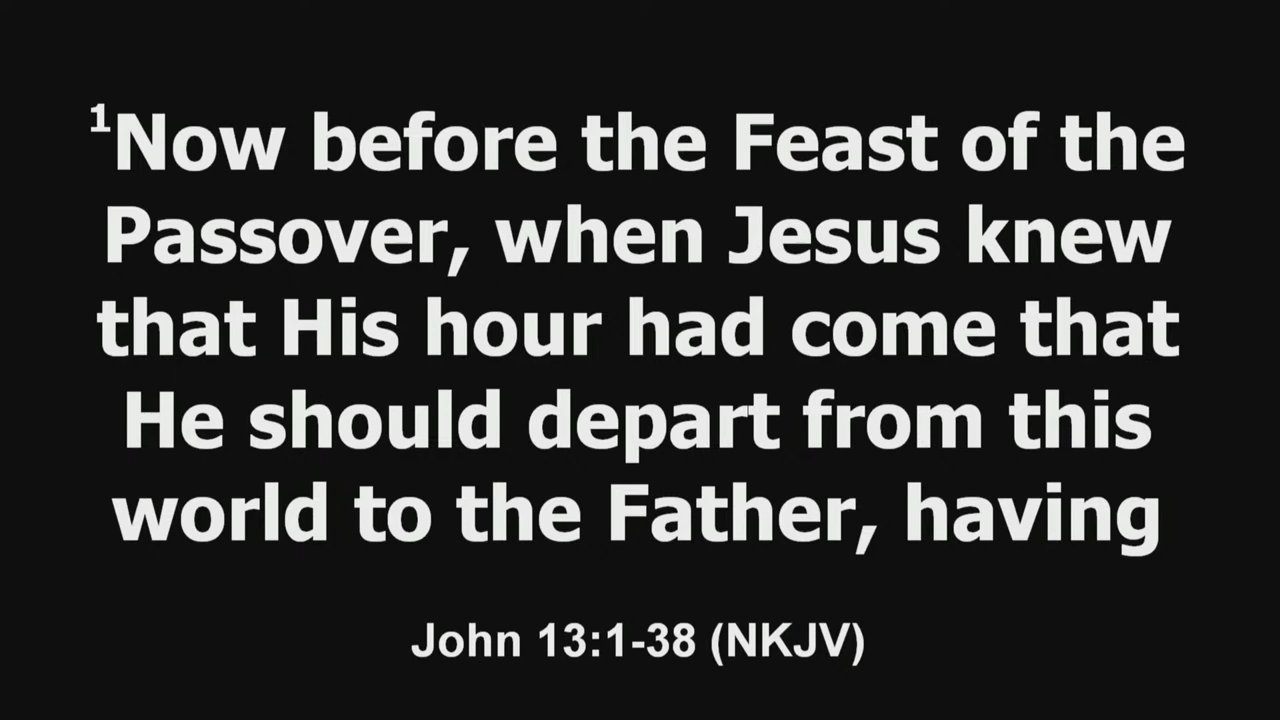 ¹Now before the Feast of the
Passover, when Jesus knew
that His hour had come that
He should depart from this
world to the Father, having
John 13:1-38 (NKJV)